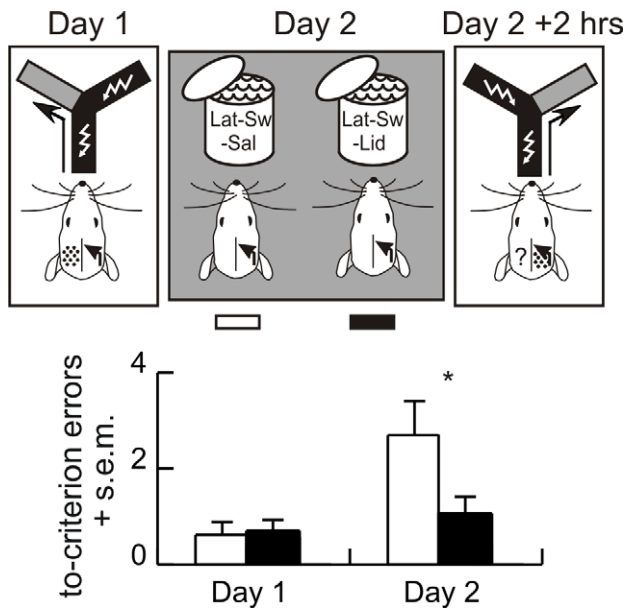 Day 1
Day 2
Day 2 +2 hrs
Lat-Sw
-Sal
Lat-Sw
-Lid
?
to-criterion errors
+ s.e.m.
4
2
0
*
Day 1
Day 2